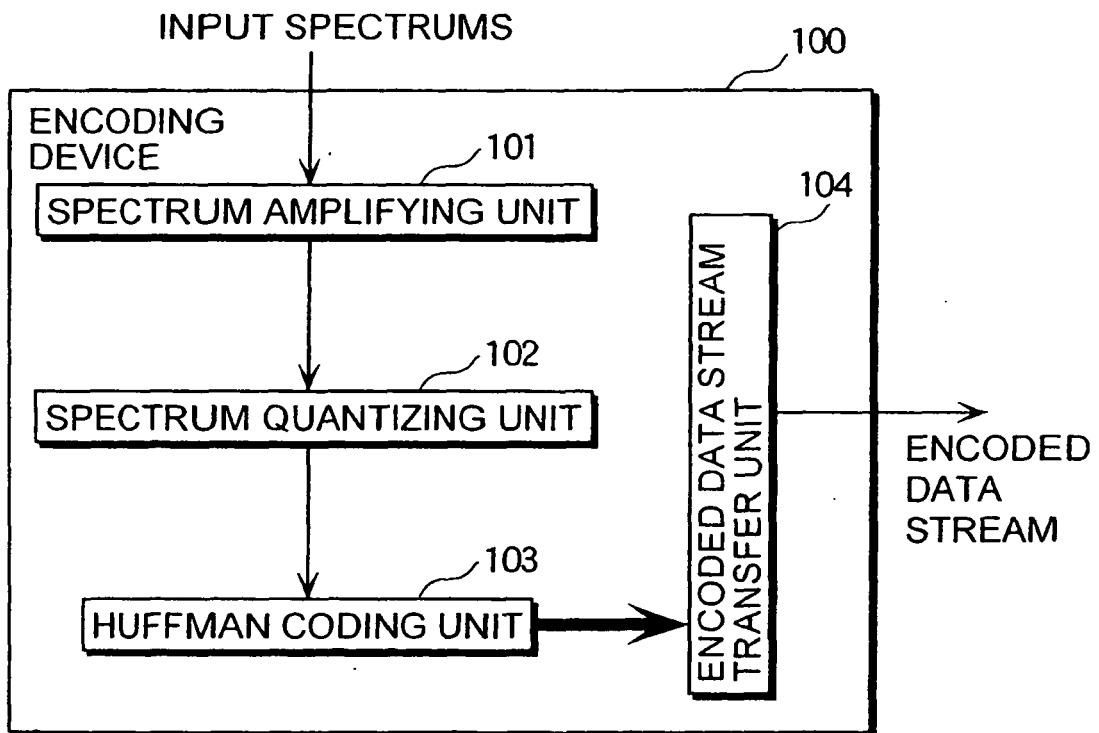 INPUT SPECTRUMS
100
ENCODING
DEVICE
101
SPECTRUM AMPLIFYING UNIT
102
SPECTRUM QUANTIZING UNIT
103
HUFFMAN CODING UNIT
104
ENCODED DATA STREAM
TRANSFER UNIT
ENCODED
DATA
STREAM